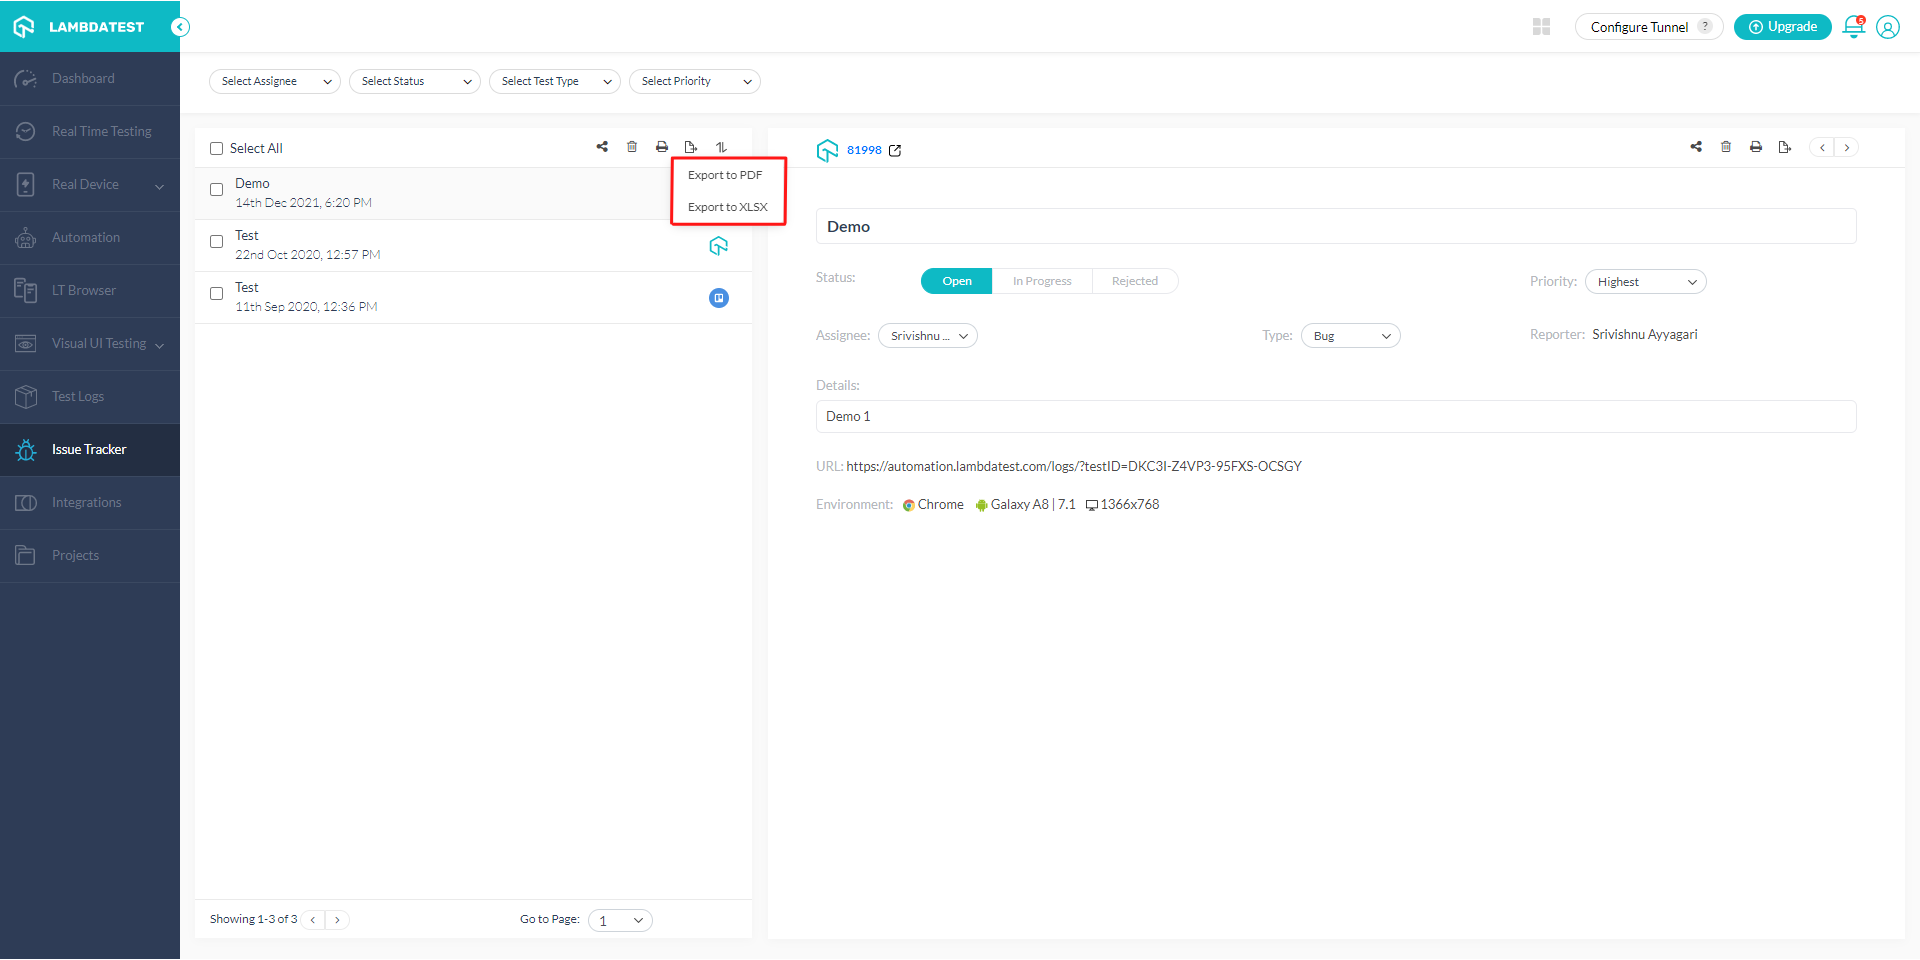 LAMBDATEST
Configure Tunnel ?
Upgrade
5
Dashboard
Real Time Testing
Real Device
Automation
LT Browser
Visual UI Testing
Test Logs
Issue Tracker
Integrations
Projects
Select Assignee
Select Status
Select Test Type
Select Priority
Select All
Export to PDF
Export to XLSX
Demo
14th Dec 2021, 6:20 PM
Test
22nd Oct 2020, 12:57 PM
Test
11th Sep 2020, 12:36 PM
Showing 1-3 of 3
Go to Page: 1
81998
Demo
Status: Open In Progress Rejected
Priority: Highest
Assignee: Srivishnu ...
Type: Bug
Reporter: Srivishnu Ayyagari
Details:
Demo 1
URL: https://automation.lambdatest.com/logs/?testID=DKC3I-Z4VP3-95FXS-OCSGY
Environment: Chrome Galaxy A8 | 7.1 1366x768